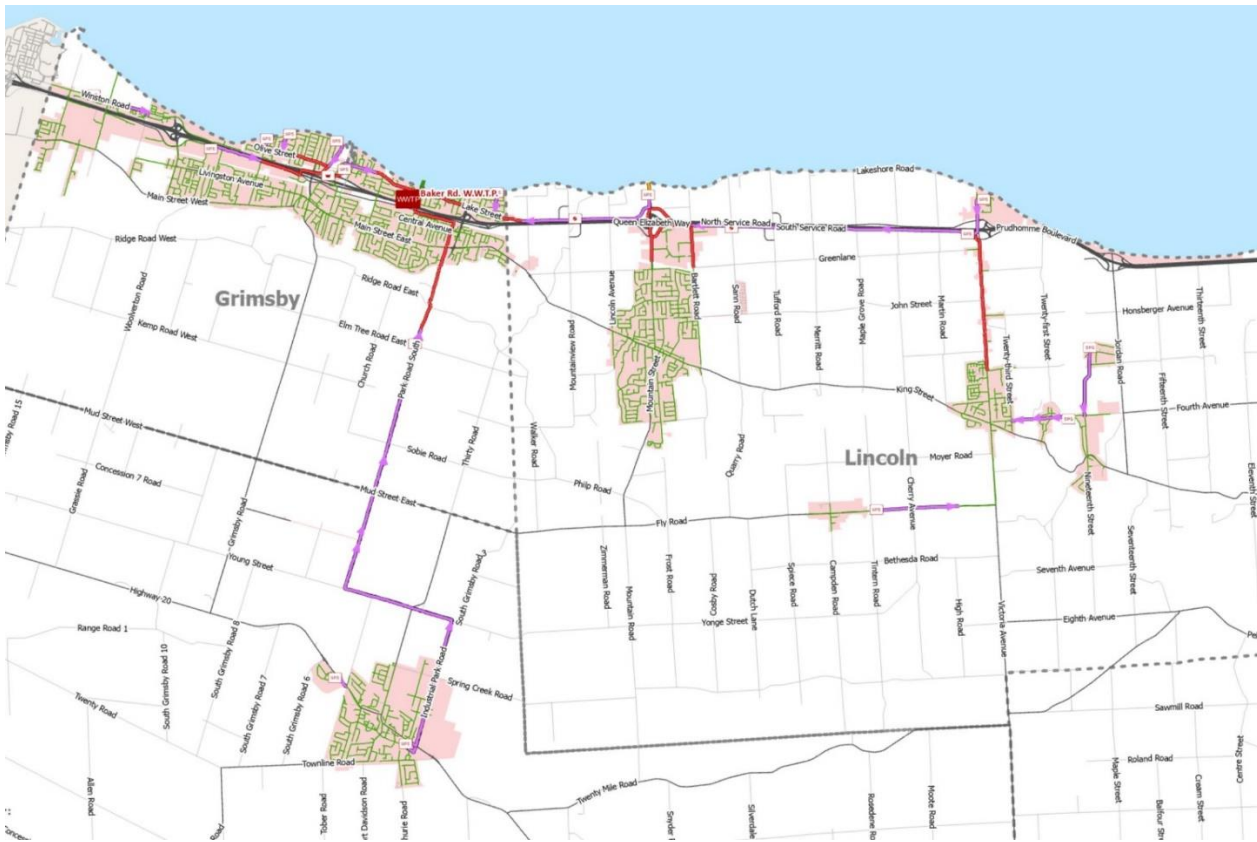 Winston Road
Olive Street
Livingston Avenue
Main Street West
Baker Rd. W.W.T.P.
WWTP
Lake Street
Central Avenue
Main Street East
Ridge Road West
Ridge Road East
Grimsby
Woolverton Road
Kemp Road West
Elm Tree Road East
Church Road
Park Road South
Mud Street West
Mud Street East
Sobie Road
Thirty Road
Concession 7 Road
Grassie Road
Grimsby Road
Young Street
Highway 20
Range Road 1
South Grimsby Road 10
South Grimsby Road 8
South Grimsby Road 7
South Grimsby Road 6
South Grimsby Road
Industrial Park Road
Spring Creek Road
Twenty Road
Townline Road
Allen Road
Tober Road
Road
Lakeshore Road
Queen Elizabeth Way
North Service Road
South Service Road
Prudhomme Boulevard
Greenlane
Lincoln Avenue
Bartlett Road
Sann Road
Tufford Road
Merritt Road
Maple Grove Road
John Street
Martin Road
Twenty-first Street
Twenty-third Street
Honsberger Avenue
Thirteenth Street
Jordan Road
Fifteenth Street
Fourth Avenue
King Street
Mountainview Road
Mountain Street
Walker Road
Quarry Road
Philp Road
Lincoln
Moyer Road
Cherry Avenue
Fly Road
Nineteenth Street
Seventeenth Street
Eleventh Street
Bethesda Road
Seventh Avenue
Eighth Avenue
Zimmerman Road
Mountain Road
Frost Road
Cosby Road
Dutch Lane
Yonge Street
Spiece Road
Campden Road
Tintern Road
High Road
Victoria Avenue
Sawmill Road
Roland Road
Centre Street
Maple Street
Cream Street
Twenty Mile Road
Silverdale
Moote Road